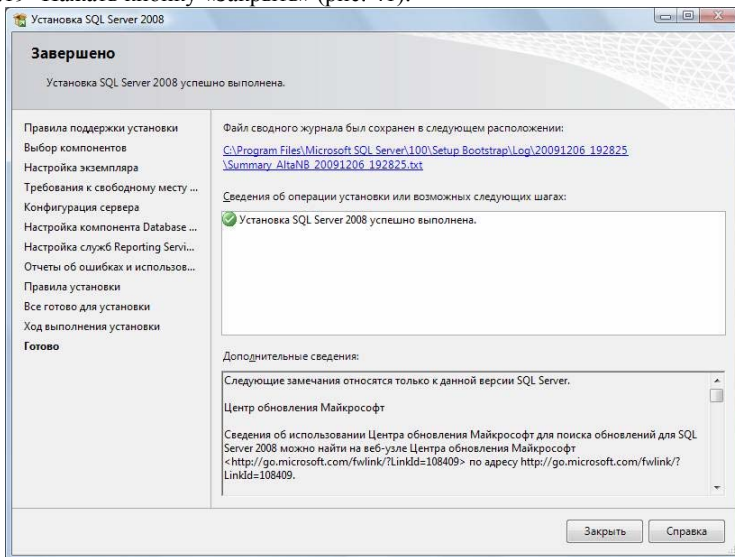 Нажать кнопку «Закрыть» (рис. 41).
Установка SQL Server 2008
Завершено
Установка SQL Server 2008 успешно выполнена.
Правила поддержки установки
Выбор компонентов
Настройка экземпляра
Требования к свободному месту ...
Конфигурация сервера
Настройка компонента Database ...
Настройка служб Reporting Servi...
Отчеты об ошибках и использов...
Правила установки
Все готово для установки
Ход выполнения установки
Готово
Файл сводного журнала был сохранен в следующем расположении:
C:\Program Files\Microsoft SQL Server\100\Setup Bootstrap\Log\20091206_192825
\Summary_AltaNB_20091206_192825.txt
Сведения об операции установки или возможных следующих шагах:
Установка SQL Server 2008 успешно выполнена.
Дополнительные сведения:
Следующие замечания относятся только к данной версии SQL Server.
Центр обновления Майкрософт
Сведения об использовании Центра обновления Майкрософт для поиска обновлений для SQL
Server 2008 можно найти на веб-узле Центра обновления Майкрософт
<http://go.microsoft.com/fwlink/?LinkId=108409> по адресу http://go.microsoft.com/fwlink/?
LinkId=108409.
Закрыть
Справка